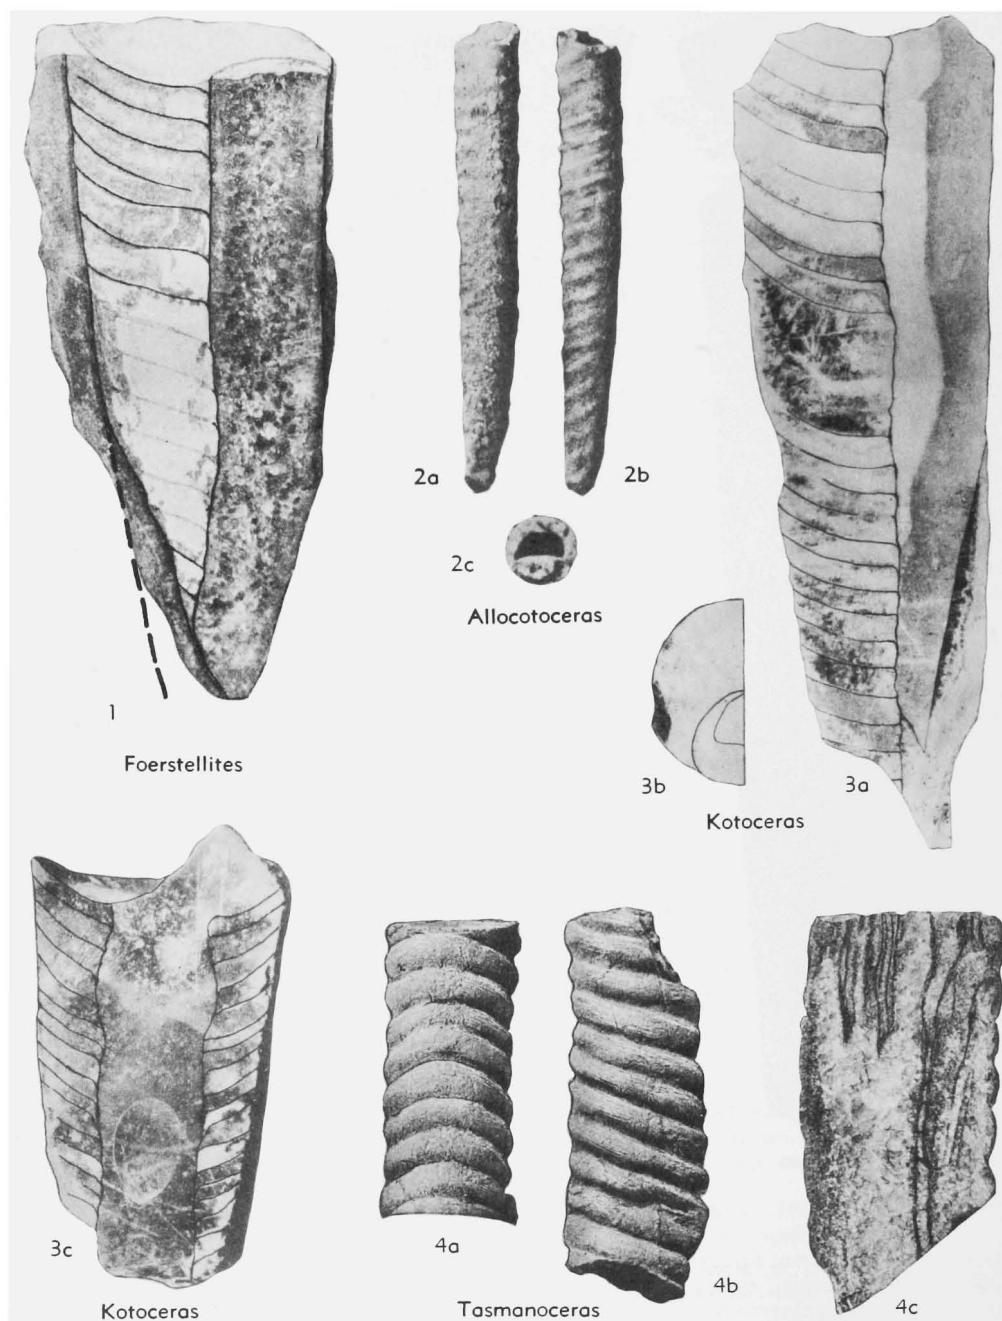 1
Foerstellites
2a
2b
2c
Allocotoceras
3b
3a
Kotoceras
3c
Kotoceras
4a
4b
Tasmanoceras
4c